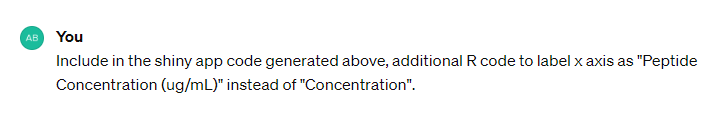 AB You
Include in the shiny app code generated above, additional R code to label x axis as "Peptide
Concentration (ug/mL)" instead of "Concentration".